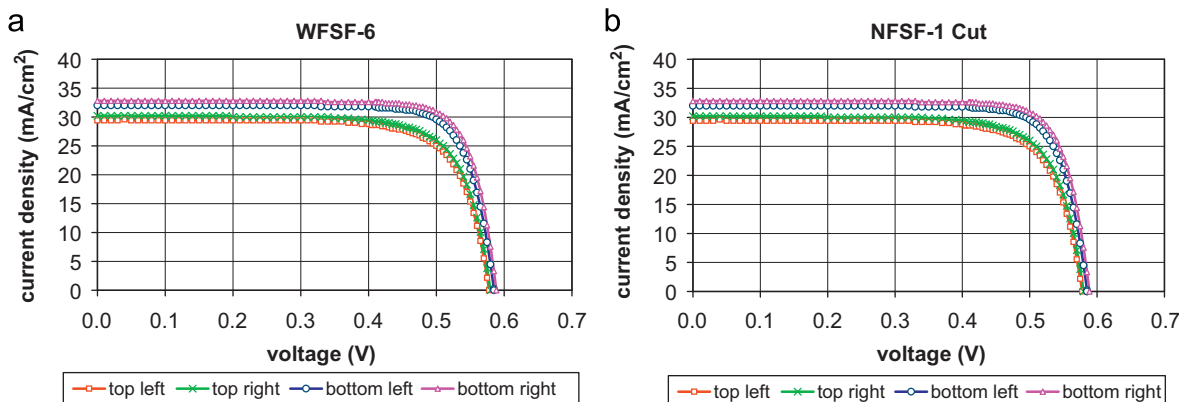 a
WFSF-6
current density (mA/cm²)
40
35
30
25
20
15
10
5
0
0.0 0.1 0.2 0.3 0.4 0.5 0.6 0.7
voltage (V)
top left top right bottom left bottom right
b
NFSF-1 Cut
current density (mA/cm²)
40
35
30
25
20
15
10
5
0
0.0 0.1 0.2 0.3 0.4 0.5 0.6 0.7
voltage (V)
top left top right bottom left bottom right